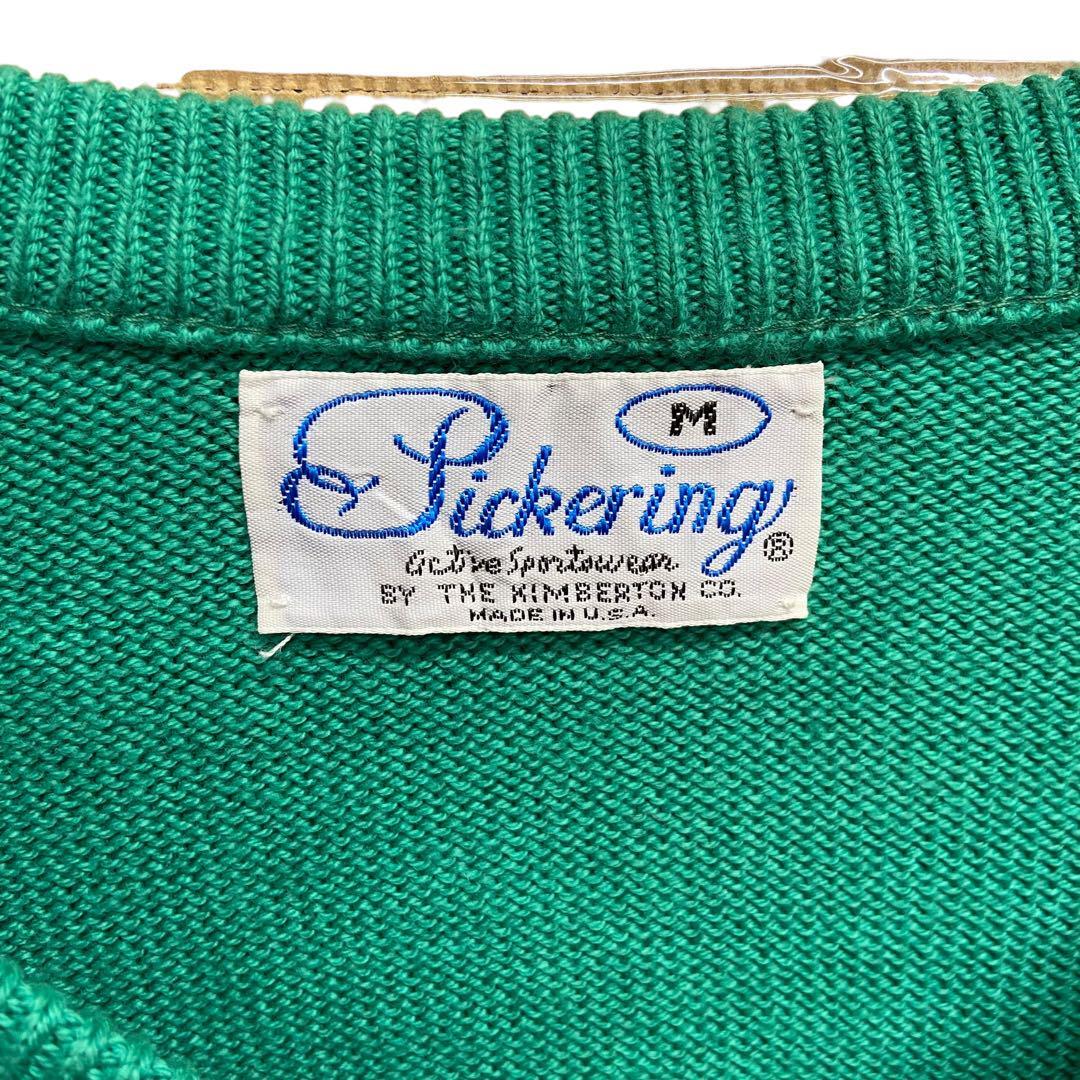 M
Pickering®
Active Sportswear
BY THE KIMBERTON CO.
MADE IN U.S.A.